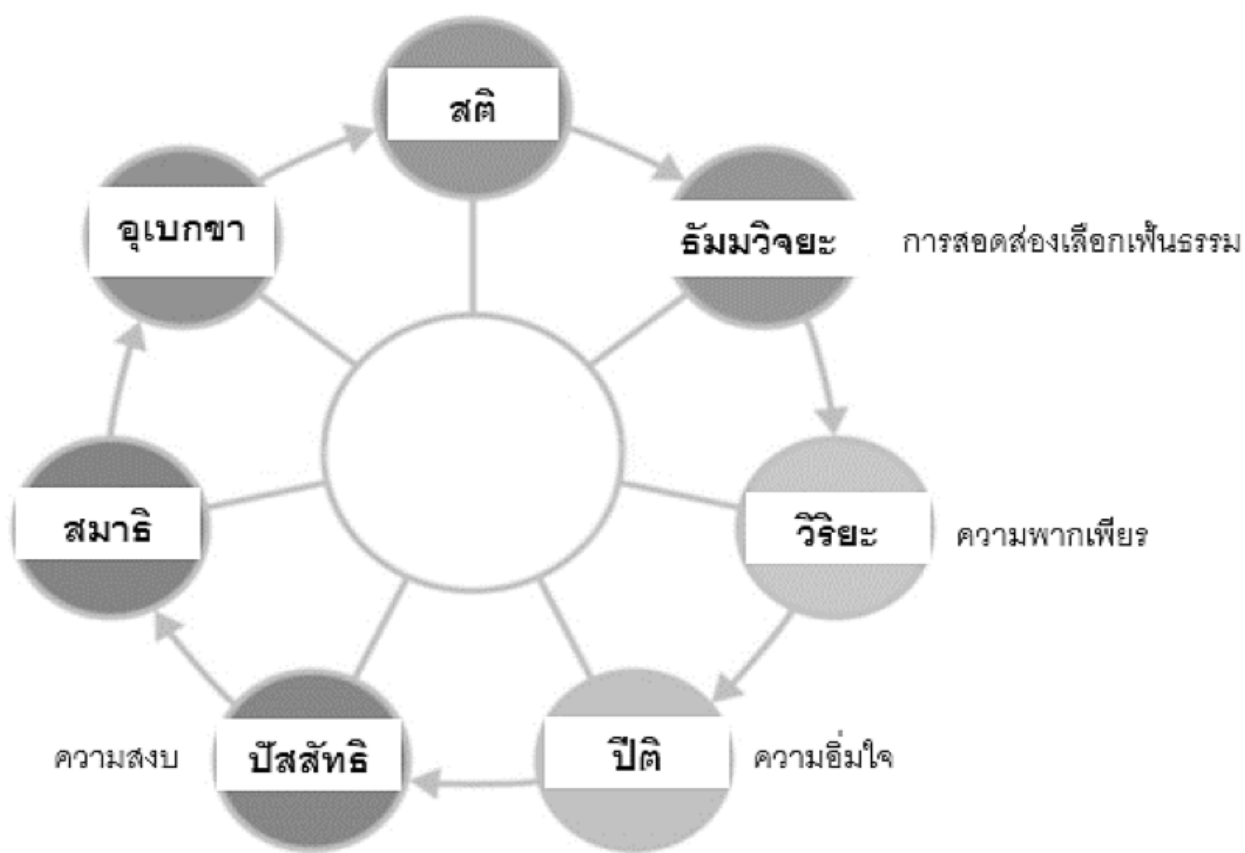 สติ
อุเบกขา
ธัมมวิจยะ การสอดส่องเลือกเฟ้นธรรม
สมาธิ
วิริยะ ความพากเพียร
ความสงบ ปัสสัทธิ
ปีติ ความอิ่มใจ